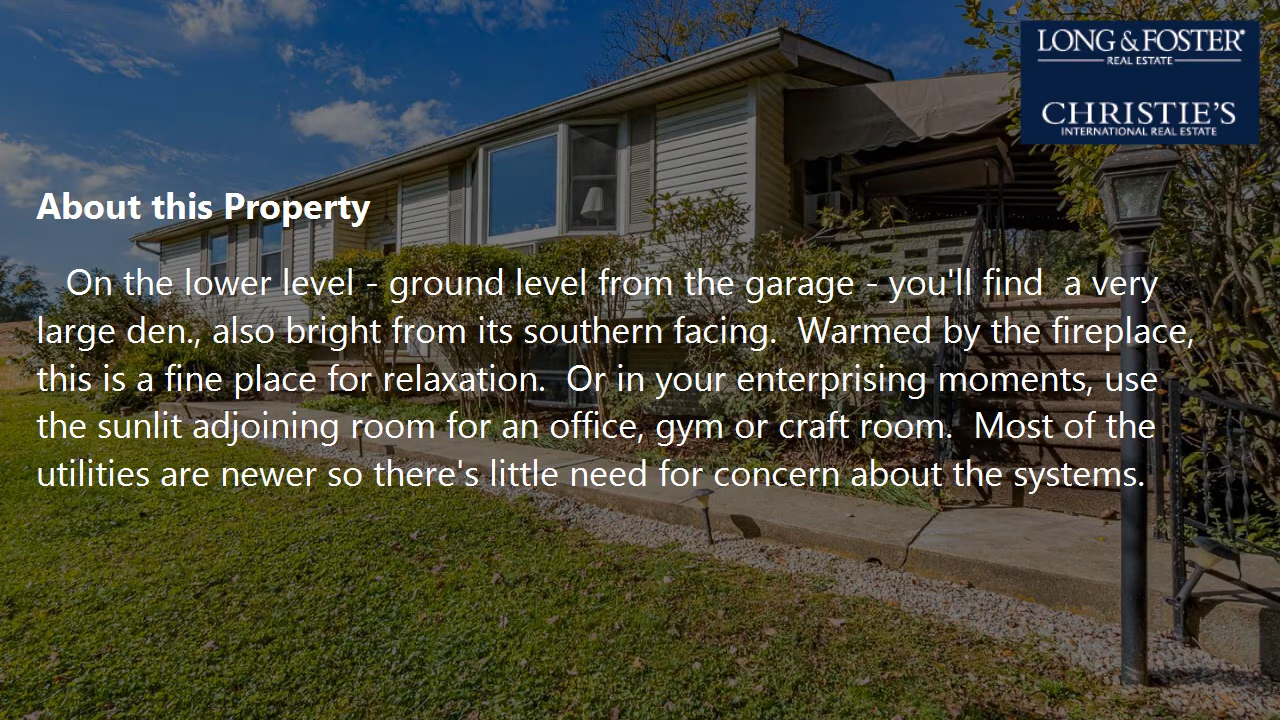 LONG & FOSTER®
REAL ESTATE
CHRISTIE'S
INTERNATIONAL REAL ESTATE
About this Property
On the lower level - ground level from the garage - you'll find  a very
large den., also bright from its southern facing.  Warmed by the fireplace,
this is a fine place for relaxation.  Or in your enterprising moments, use
the sunlit adjoining room for an office, gym or craft room.  Most of the
utilities are newer so there's little need for concern about the systems.